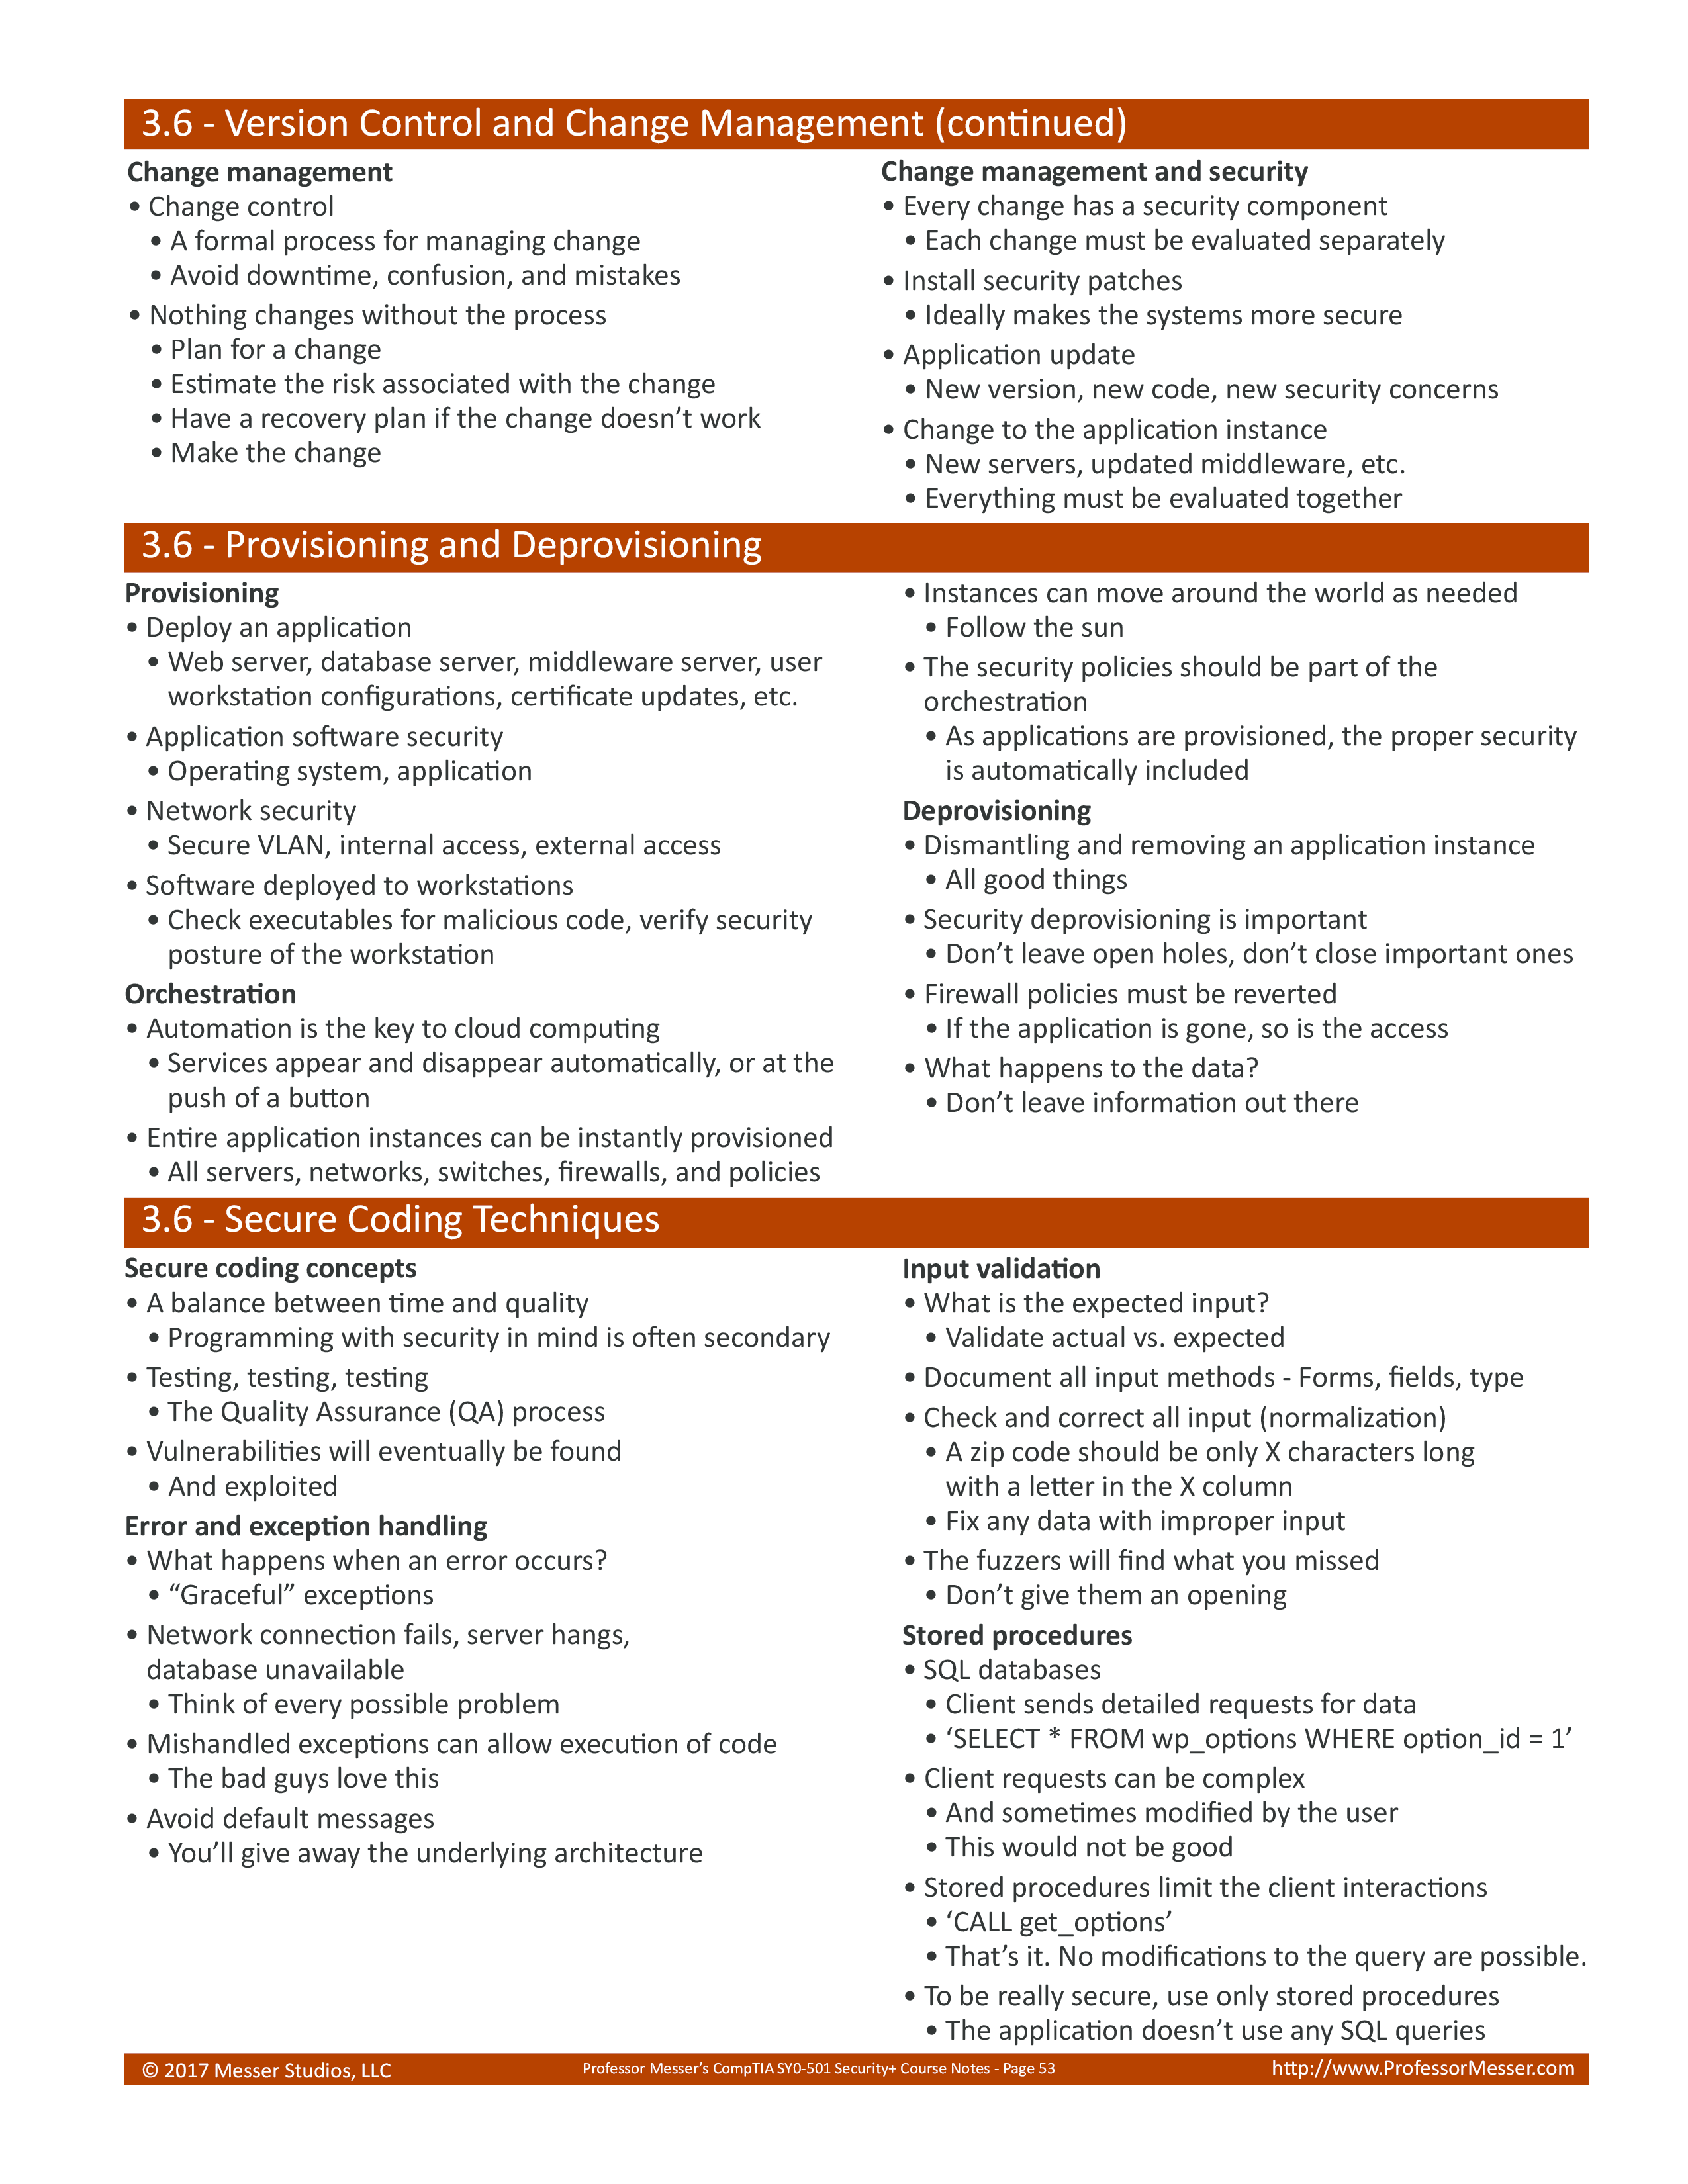 3.6 - Version Control and Change Management (continued)
Change management
• Change control
• A formal process for managing change
• Avoid downtime, confusion, and mistakes
• Nothing changes without the process
• Plan for a change
• Estimate the risk associated with the change
• Have a recovery plan if the change doesn’t work
• Make the change
Change management and security
• Every change has a security component
• Each change must be evaluated separately
• Install security patches
• Ideally makes the systems more secure
• Application update
• New version, new code, new security concerns
• Change to the application instance
• New servers, updated middleware, etc.
• Everything must be evaluated together
3.6 - Provisioning and Deprovisioning
Provisioning
• Deploy an application
• Web server, database server, middleware server, user
workstation configurations, certificate updates, etc.
• Application software security
• Operating system, application
• Network security
• Secure VLAN, internal access, external access
• Software deployed to workstations
• Check executables for malicious code, verify security
posture of the workstation
Orchestration
• Automation is the key to cloud computing
• Services appear and disappear automatically, or at the
push of a button
• Entire application instances can be instantly provisioned
• All servers, networks, switches, firewalls, and policies
• Instances can move around the world as needed
• Follow the sun
• The security policies should be part of the
orchestration
• As applications are provisioned, the proper security
is automatically included
Deprovisioning
• Dismantling and removing an application instance
• All good things
• Security deprovisioning is important
• Don’t leave open holes, don’t close important ones
• Firewall policies must be reverted
• If the application is gone, so is the access
• What happens to the data?
• Don’t leave information out there
3.6 - Secure Coding Techniques
Secure coding concepts
• A balance between time and quality
• Programming with security in mind is often secondary
• Testing, testing, testing
• The Quality Assurance (QA) process
• Vulnerabilities will eventually be found
• And exploited
Error and exception handling
• What happens when an error occurs?
• “Graceful” exceptions
• Network connection fails, server hangs,
database unavailable
• Think of every possible problem
• Mishandled exceptions can allow execution of code
• The bad guys love this
• Avoid default messages
• You’ll give away the underlying architecture
Input validation
• What is the expected input?
• Validate actual vs. expected
• Document all input methods - Forms, fields, type
• Check and correct all input (normalization)
• A zip code should be only X characters long
with a letter in the X column
• Fix any data with improper input
• The fuzzers will find what you missed
• Don’t give them an opening
Stored procedures
• SQL databases
• Client sends detailed requests for data
• ‘SELECT * FROM wp_options WHERE option_id = 1’
• Client requests can be complex
• And sometimes modified by the user
• This would not be good
• Stored procedures limit the client interactions
• ‘CALL get_options’
• That’s it. No modifications to the query are possible.
• To be really secure, use only stored procedures
• The application doesn’t use any SQL queries
© 2017 Messer Studios, LLC
Professor Messer’s CompTIA SY0-501 Security+ Course Notes - Page 53
http://www.ProfessorMesser.com